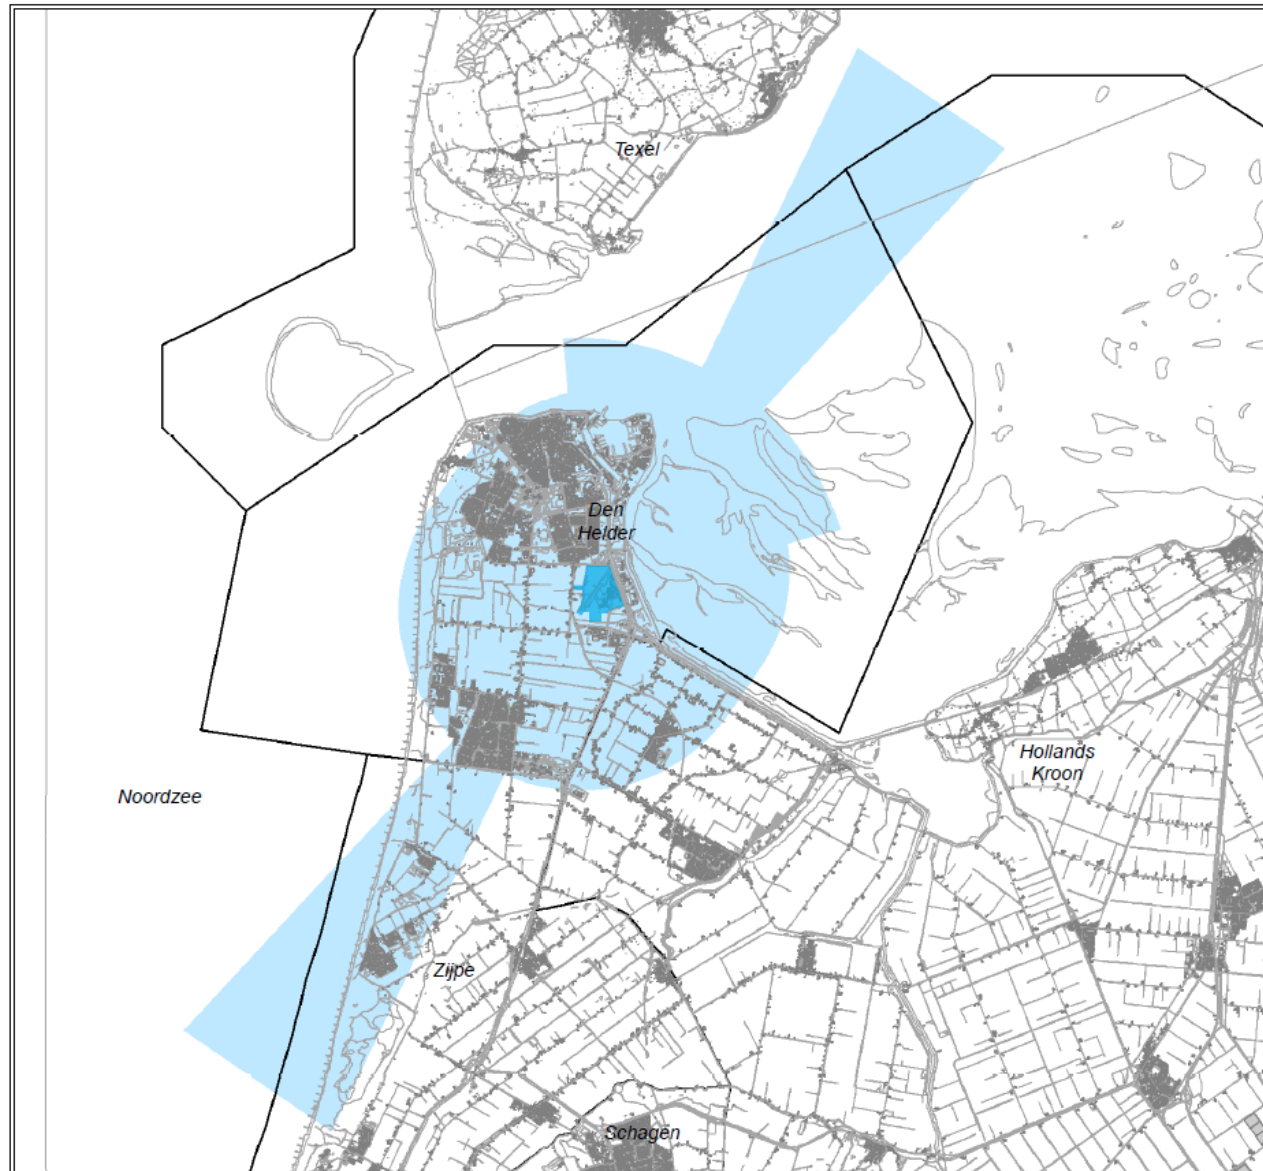 Texel
Den
Helder
Hollands
Kroon
Noordzee
Zijpe
Schagen